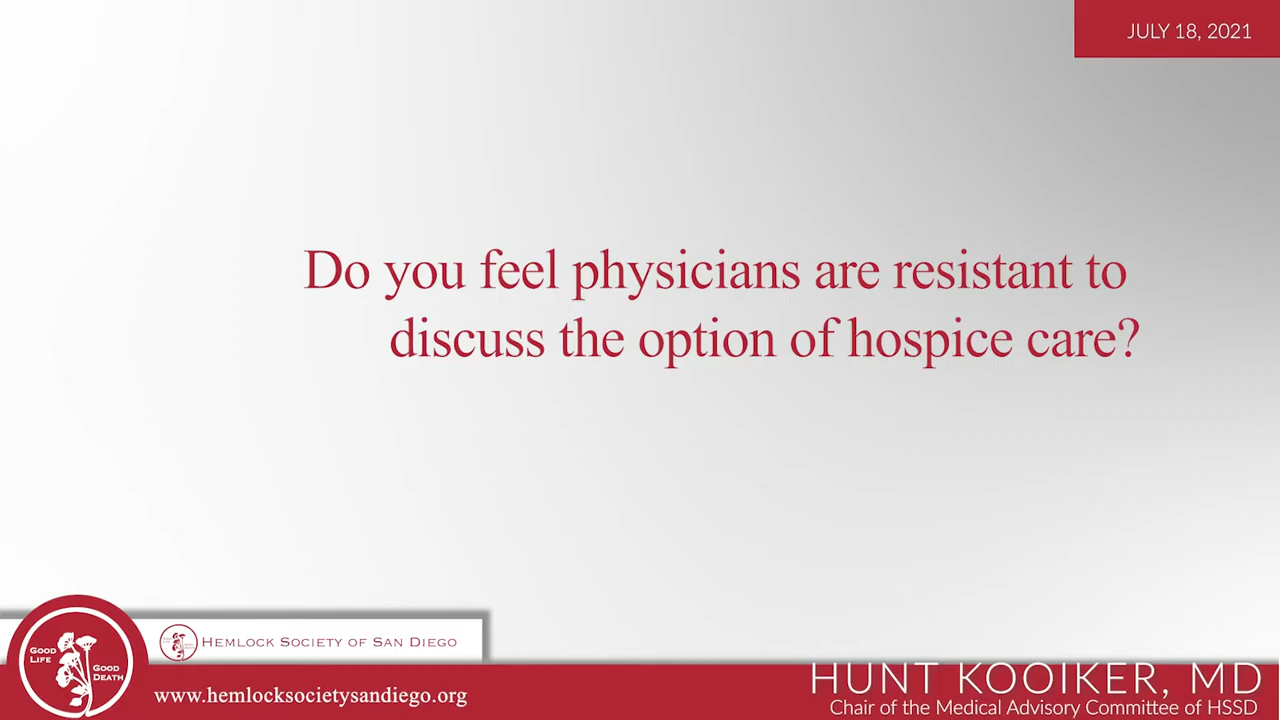 JULY 18, 2021
Do you feel physicians are resistant to
discuss the option of hospice care?
GOOD
LIFE
GOOD
DEATH
HEMLOCK SOCIETY OF SAN DIEGO
www.hemlocksocietysandiego.org
HUNT KOOIKER, MD
Chair of the Medical Advisory Committee of HSSD